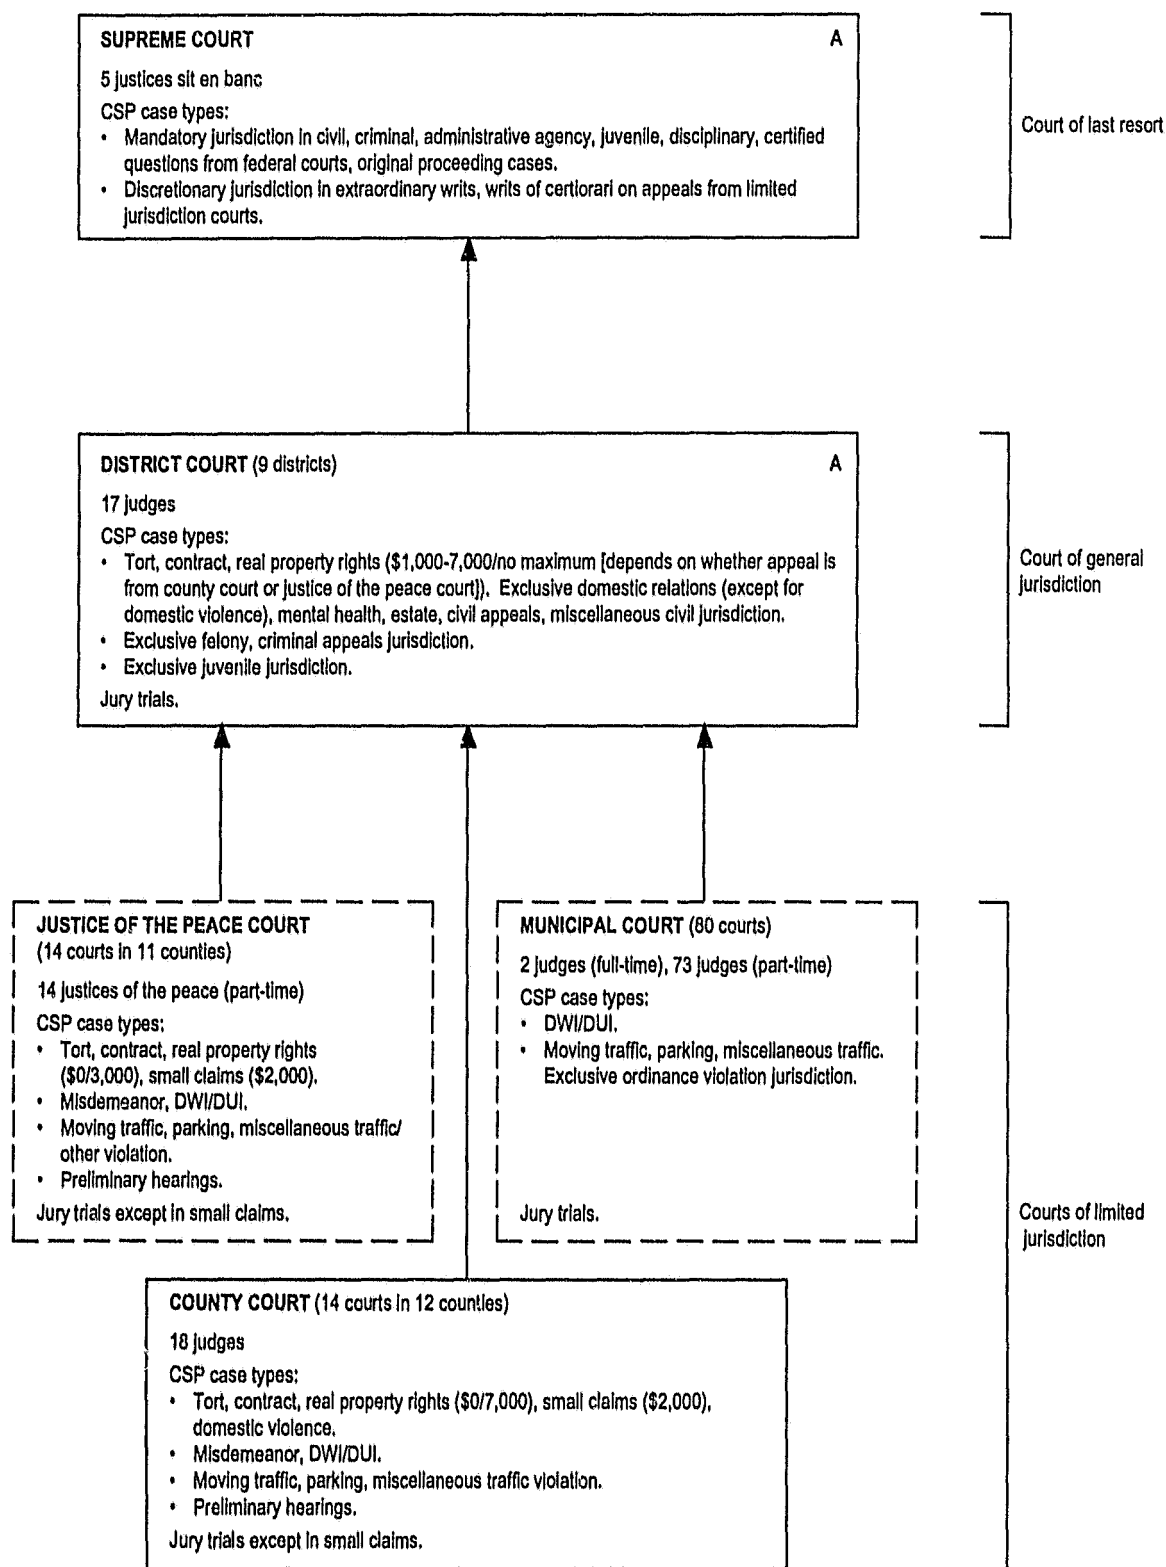 SUPREME COURT A
5 justices sit en banc
CSP case types:
• Mandatory jurisdiction in civil, criminal, administrative agency, juvenile, disciplinary, certified
questions from federal courts, original proceeding cases.
• Discretionary jurisdiction in extraordinary writs, writs of certiorari on appeals from limited
jurisdiction courts.
Court of last resort
DISTRICT COURT (9 districts) A
17 judges
CSP case types:
• Tort, contract, real property rights ($1,000-7,000/no maximum [depends on whether appeal is
from county court or justice of the peace court]). Exclusive domestic relations (except for
domestic violence), mental health, estate, civil appeals, miscellaneous civil jurisdiction.
• Exclusive felony, criminal appeals jurisdiction.
• Exclusive juvenile jurisdiction.
Jury trials.
Court of general
jurisdiction
JUSTICE OF THE PEACE COURT
(14 courts in 11 counties)
14 justices of the peace (part-time)
CSP case types:
• Tort, contract, real property rights
($0/3,000), small claims ($2,000).
• Misdemeanor, DWI/DUI.
• Moving traffic, parking, miscellaneous traffic/
other violation.
• Preliminary hearings.
Jury trials except in small claims.
MUNICIPAL COURT (80 courts)
2 judges (full-time), 73 judges (part-time)
CSP case types:
• DWI/DUI.
• Moving traffic, parking, miscellaneous traffic.
Exclusive ordinance violation jurisdiction.
Jury trials.
Courts of limited
jurisdiction
COUNTY COURT (14 courts in 12 counties)
18 judges
CSP case types:
• Tort, contract, real property rights ($0/7,000), small claims ($2,000),
domestic violence.
• Misdemeanor, DWI/DUI.
• Moving traffic, parking, miscellaneous traffic violation.
• Preliminary hearings.
Jury trials except in small claims.